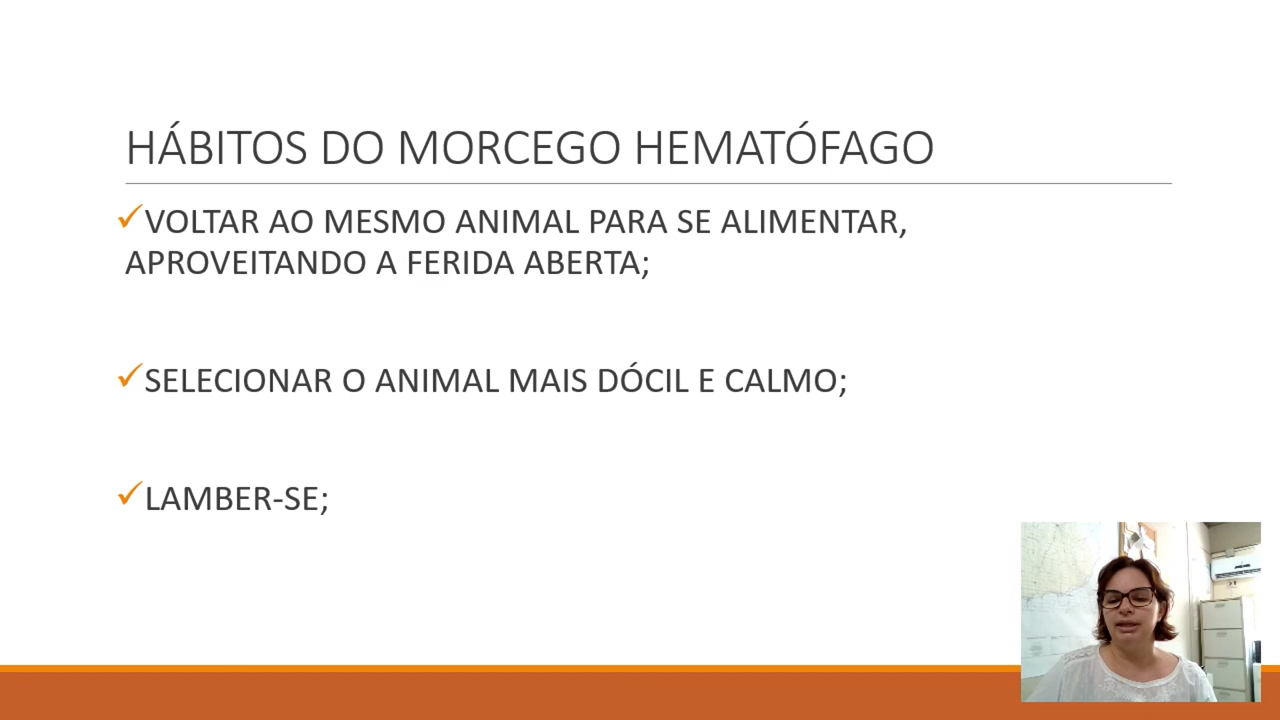 HÁBITOS DO MORCEGO HEMATÓFAGO
✓VOLTAR AO MESMO ANIMAL PARA SE ALIMENTAR,
APROVEITANDO A FERIDA ABERTA;
✓SELECIONAR O ANIMAL MAIS DÓCIL E CALMO;
✓LAMBER-SE;